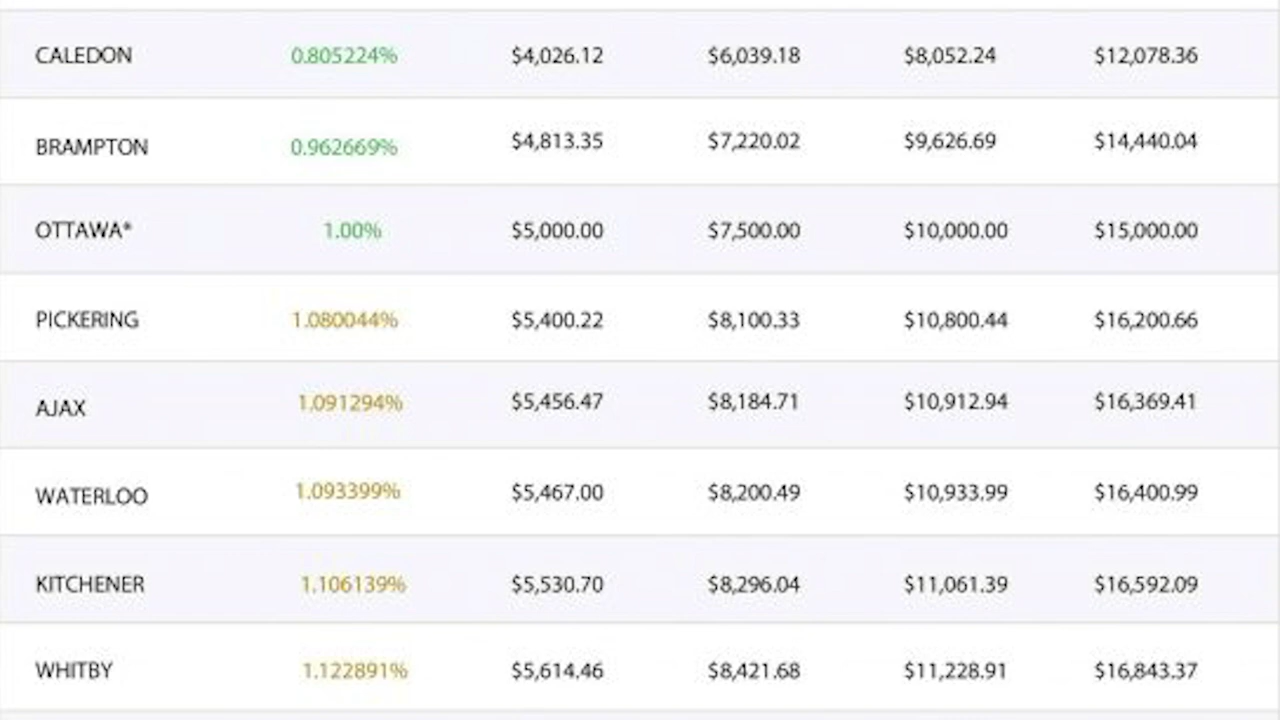 CALEDON 0.805224% $4,026.12 $6,039.18 $8,052.24 $12,078.36
BRAMPTON 0.962669% $4,813.35 $7,220.02 $9,626.69 $14,440.04
OTTAWA* 1.00% $5,000.00 $7,500.00 $10,000.00 $15,000.00
PICKERING 1.080044% $5,400.22 $8,100.33 $10,800.44 $16,200.66
AJAX 1.091294% $5,456.47 $8,184.71 $10,912.94 $16,369.41
WATERLOO 1.093399% $5,467.00 $8,200.49 $10,933.99 $16,400.99
KITCHENER 1.106139% $5,530.70 $8,296.04 $11,061.39 $16,592.09
WHITBY 1.122891% $5,614.46 $8,421.68 $11,228.91 $16,843.37